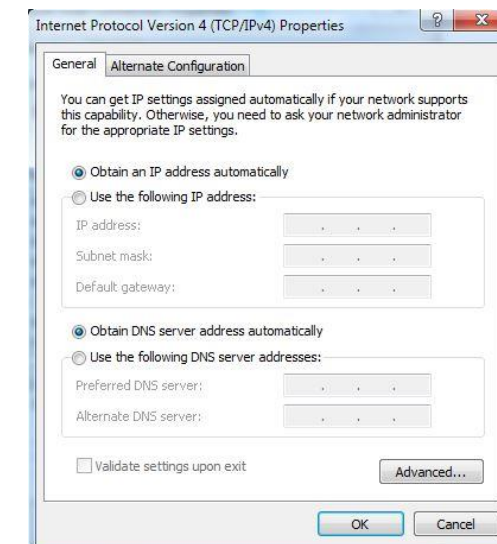 Internet Protocol Version 4 (TCP/IPv4) Properties
General
Alternate Configuration
You can get IP settings assigned automatically if your network supports
this capability. Otherwise, you need to ask your network administrator
for the appropriate IP settings.
Obtain an IP address automatically
Use the following IP address:
IP address:
Subnet mask:
Default gateway:
Obtain DNS server address automatically
Use the following DNS server addresses:
Preferred DNS server:
Alternate DNS server:
Validate settings upon exit
Advanced...
OK
Cancel